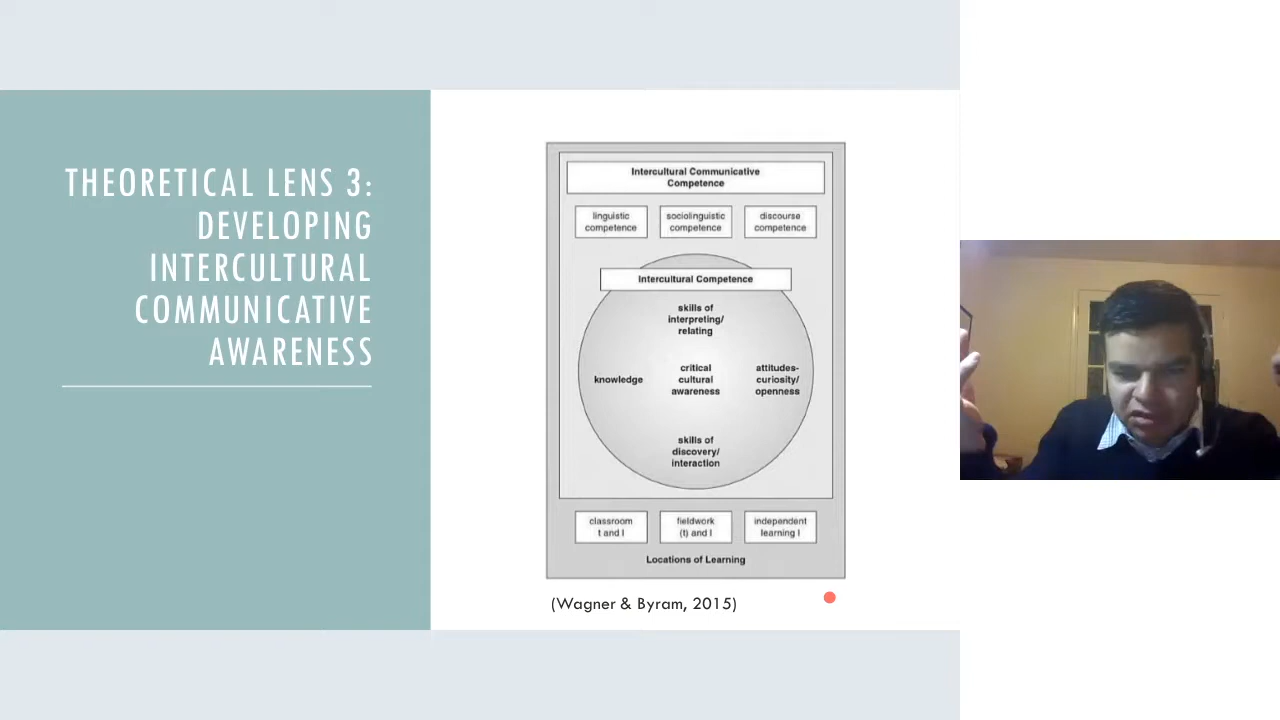 THEORETICAL LENS 3:
DEVELOPING
INTERCULTURAL
COMMUNICATIVE
AWARENESS
Intercultural Communicative
Competence
linguistic
competence
sociolinguistic
competence
discourse
competence
Intercultural Competence
skills of
interpreting/
relating
knowledge
critical
cultural
awareness
attitudes-
curiosity/
openness
skills of
discovery/
interaction
classroom
t and l
fieldwork
(t) and l
independent
learning l
Locations of Learning
(Wagner & Byram, 2015)